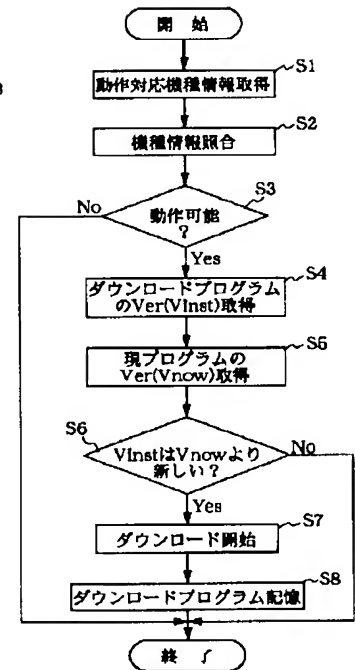 開 始
S1
動作対応機種情報取得
S2
機種情報照合
S3
No
動作可能
?
Yes
S4
ダウンロードプログラム
のVer(VInst)取得
S5
現プログラムの
Ver(Vnow)取得
S6
VInstはVnowより
新しい?
No
Yes
S7
ダウンロード開始
S8
ダウンロードプログラム記憶
終 了